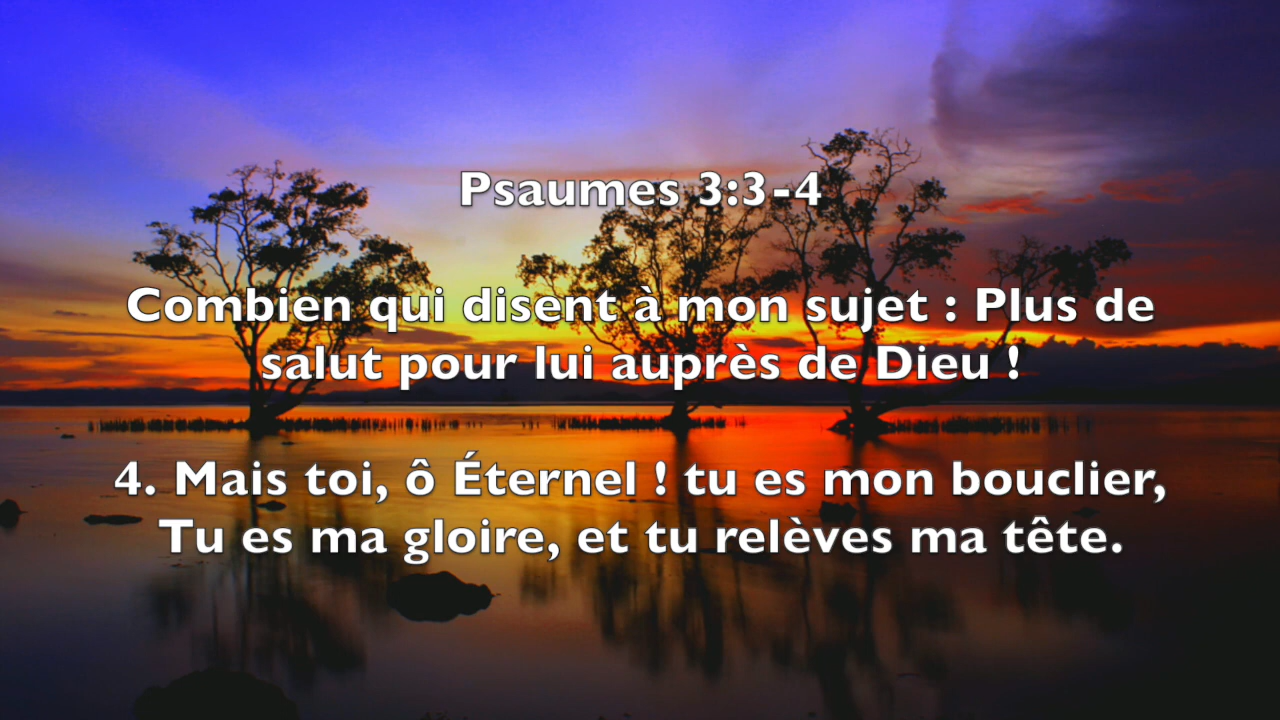 Psaumes 3:3-4
Combien qui disent à mon sujet : Plus de
salut pour lui auprès de Dieu !
4. Mais toi, ô Éternel ! tu es mon bouclier,
Tu es ma gloire, et tu relèves ma tête.